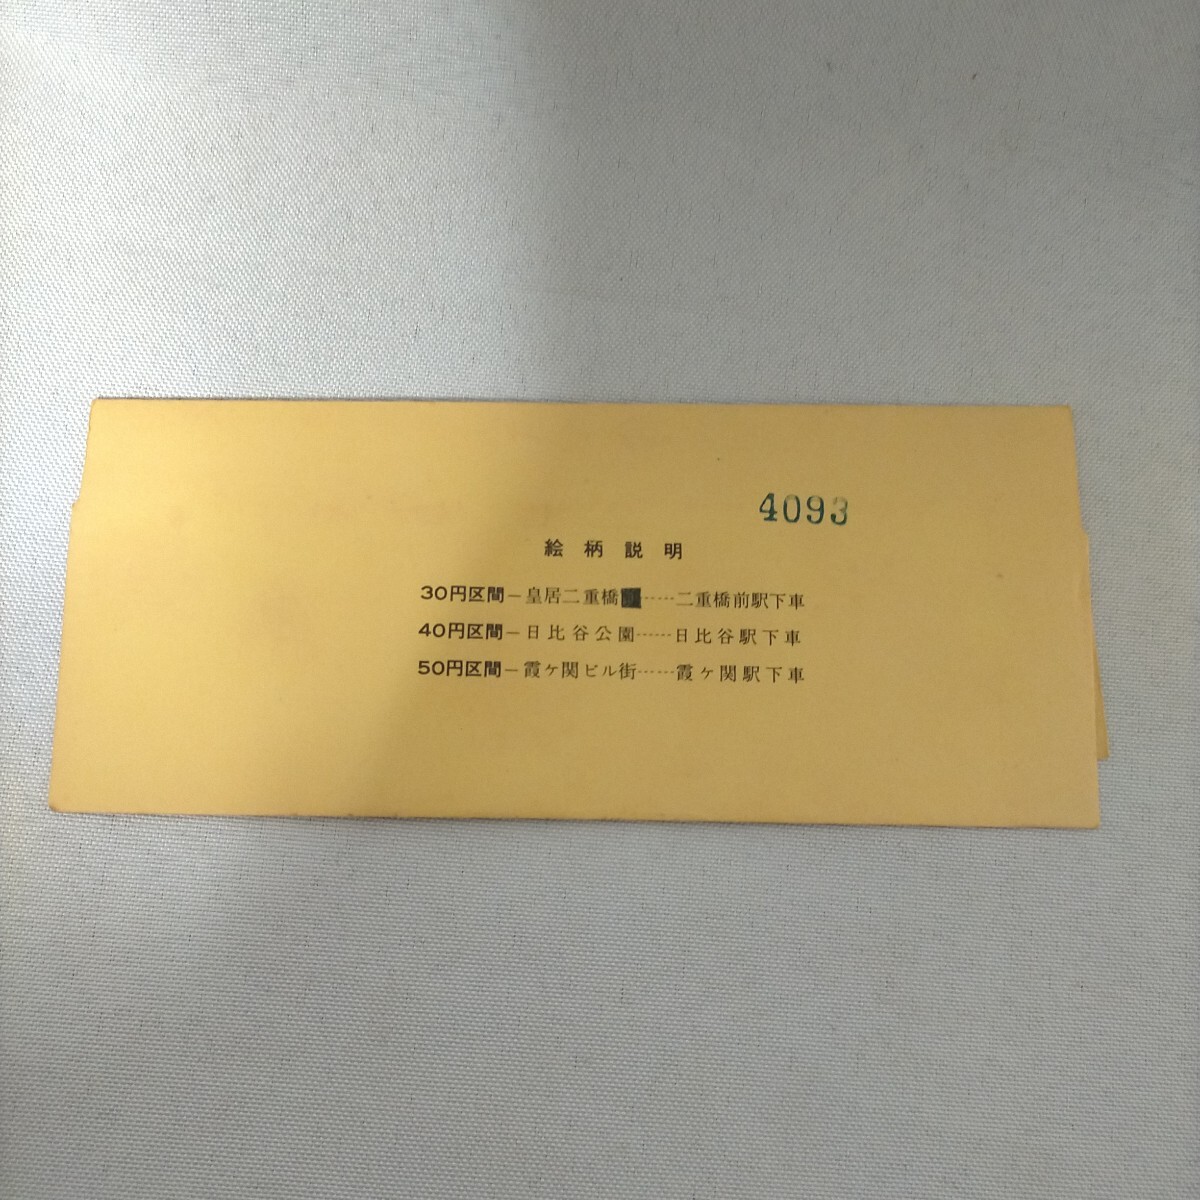 4093
絵柄説明
30円区間－皇居二重橋……二重橋前駅下車
40円区間－日比谷公園……日比谷駅下車
50円区間－霞ケ関ビル街……霞ケ関駅下車